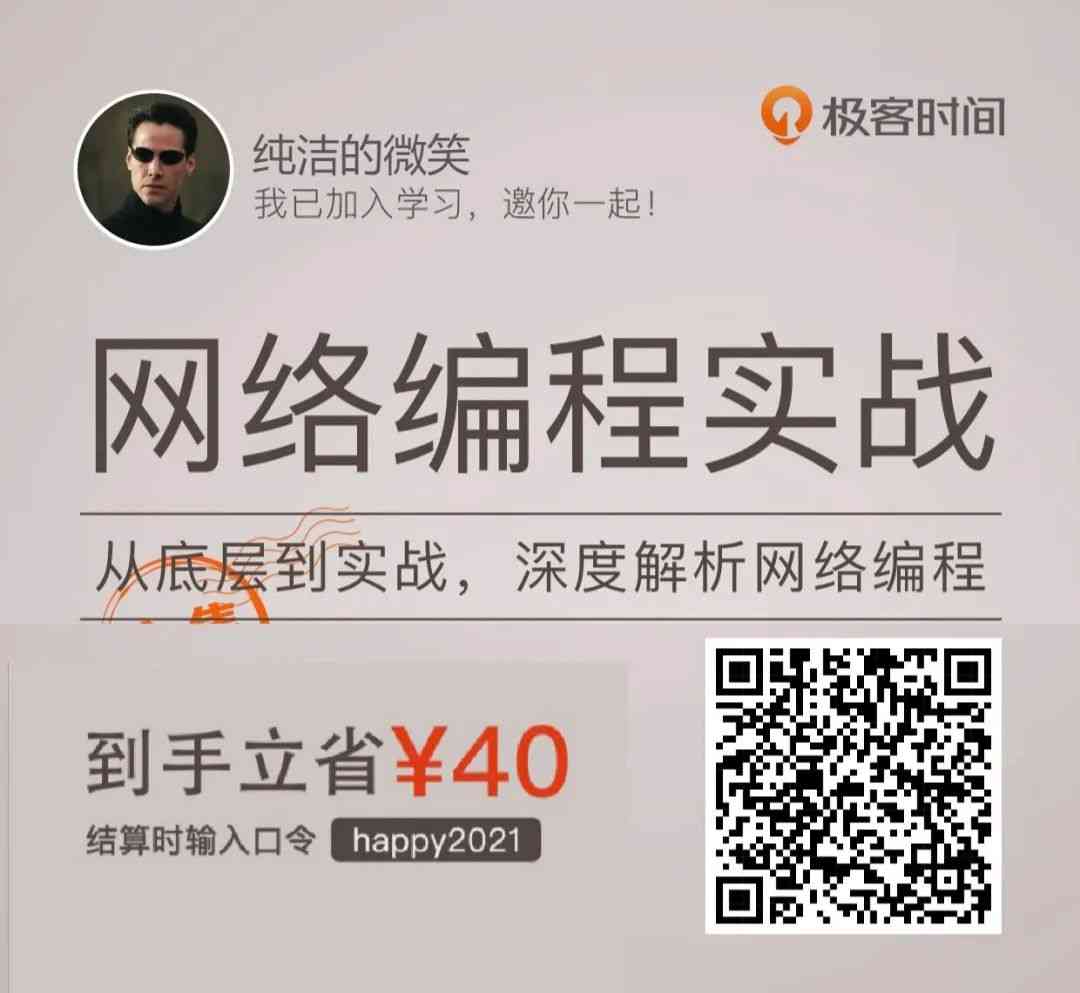 极客时间
纯洁的微笑
我已加入学习，邀你一起！
网络编程实战
从底层到实战，深度解析网络编程
到手立省¥40
结算时输入口令 happy2021